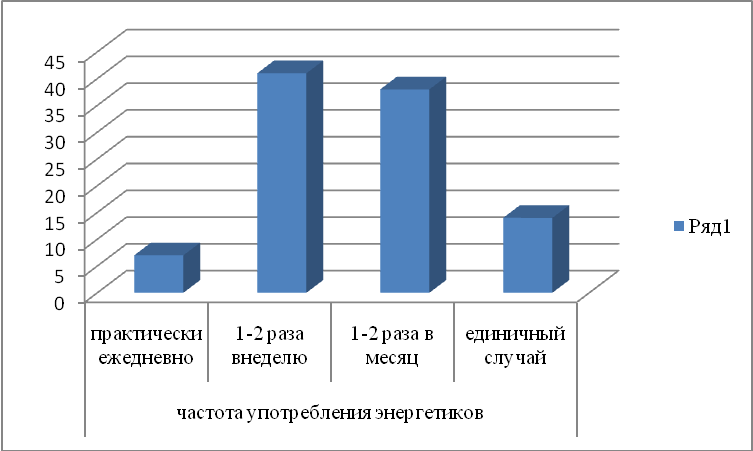 45
40
35
30
25
20
15
10
5
0
практически
ежедневно
1-2 раза
внеделю
1-2 раза в
месяц
единичный
случай
частота употребления энергетиков
Ряд1